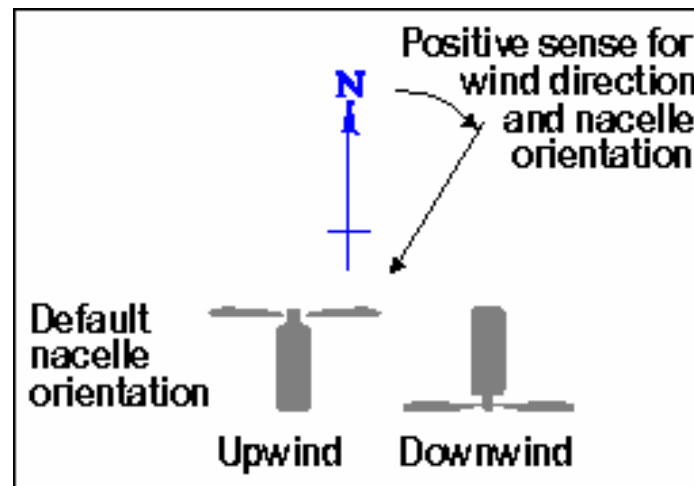 Positive sense for
wind direction
and nacelle
orientation
N
Default
nacelle
orientation
Upwind
Downwind